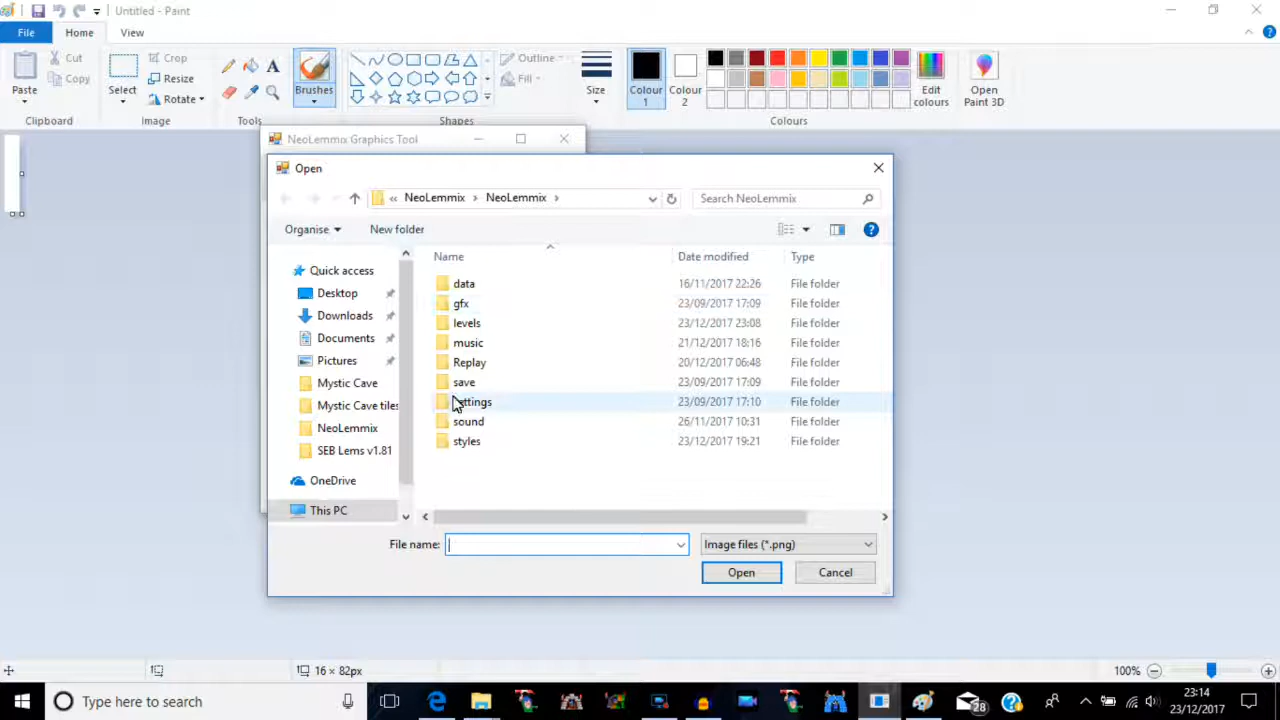 Untitled - Paint
File Home View
Paste
Cut
Copy
Clipboard
Select
Crop
Resize
Rotate
Image
Tools
Brushes
Outline
Fill
Shapes
Size
Colour 1
Colour 2
Edit colours
Open Paint 3D
Colours
NeoLemmix Graphics Tool
Open
« NeoLemmix › NeoLemmix ›
Search NeoLemmix
Organise New folder
Name Date modified Type
Quick access
Desktop
Downloads
Documents
Pictures
Mystic Cave
Mystic Cave tiles
NeoLemmix
SEB Lems v1.81
OneDrive
This PC
data 16/11/2017 22:26 File folder
gfx 23/09/2017 17:09 File folder
levels 23/12/2017 23:08 File folder
music 21/12/2017 18:16 File folder
Replay 20/12/2017 06:48 File folder
save 23/09/2017 17:09 File folder
settings 23/09/2017 17:10 File folder
sound 26/11/2017 10:31 File folder
styles 23/12/2017 19:21 File folder
File name: Image files (*.png)
Open Cancel
16 × 82px 100%
Type here to search
28
23:14
23/12/2017